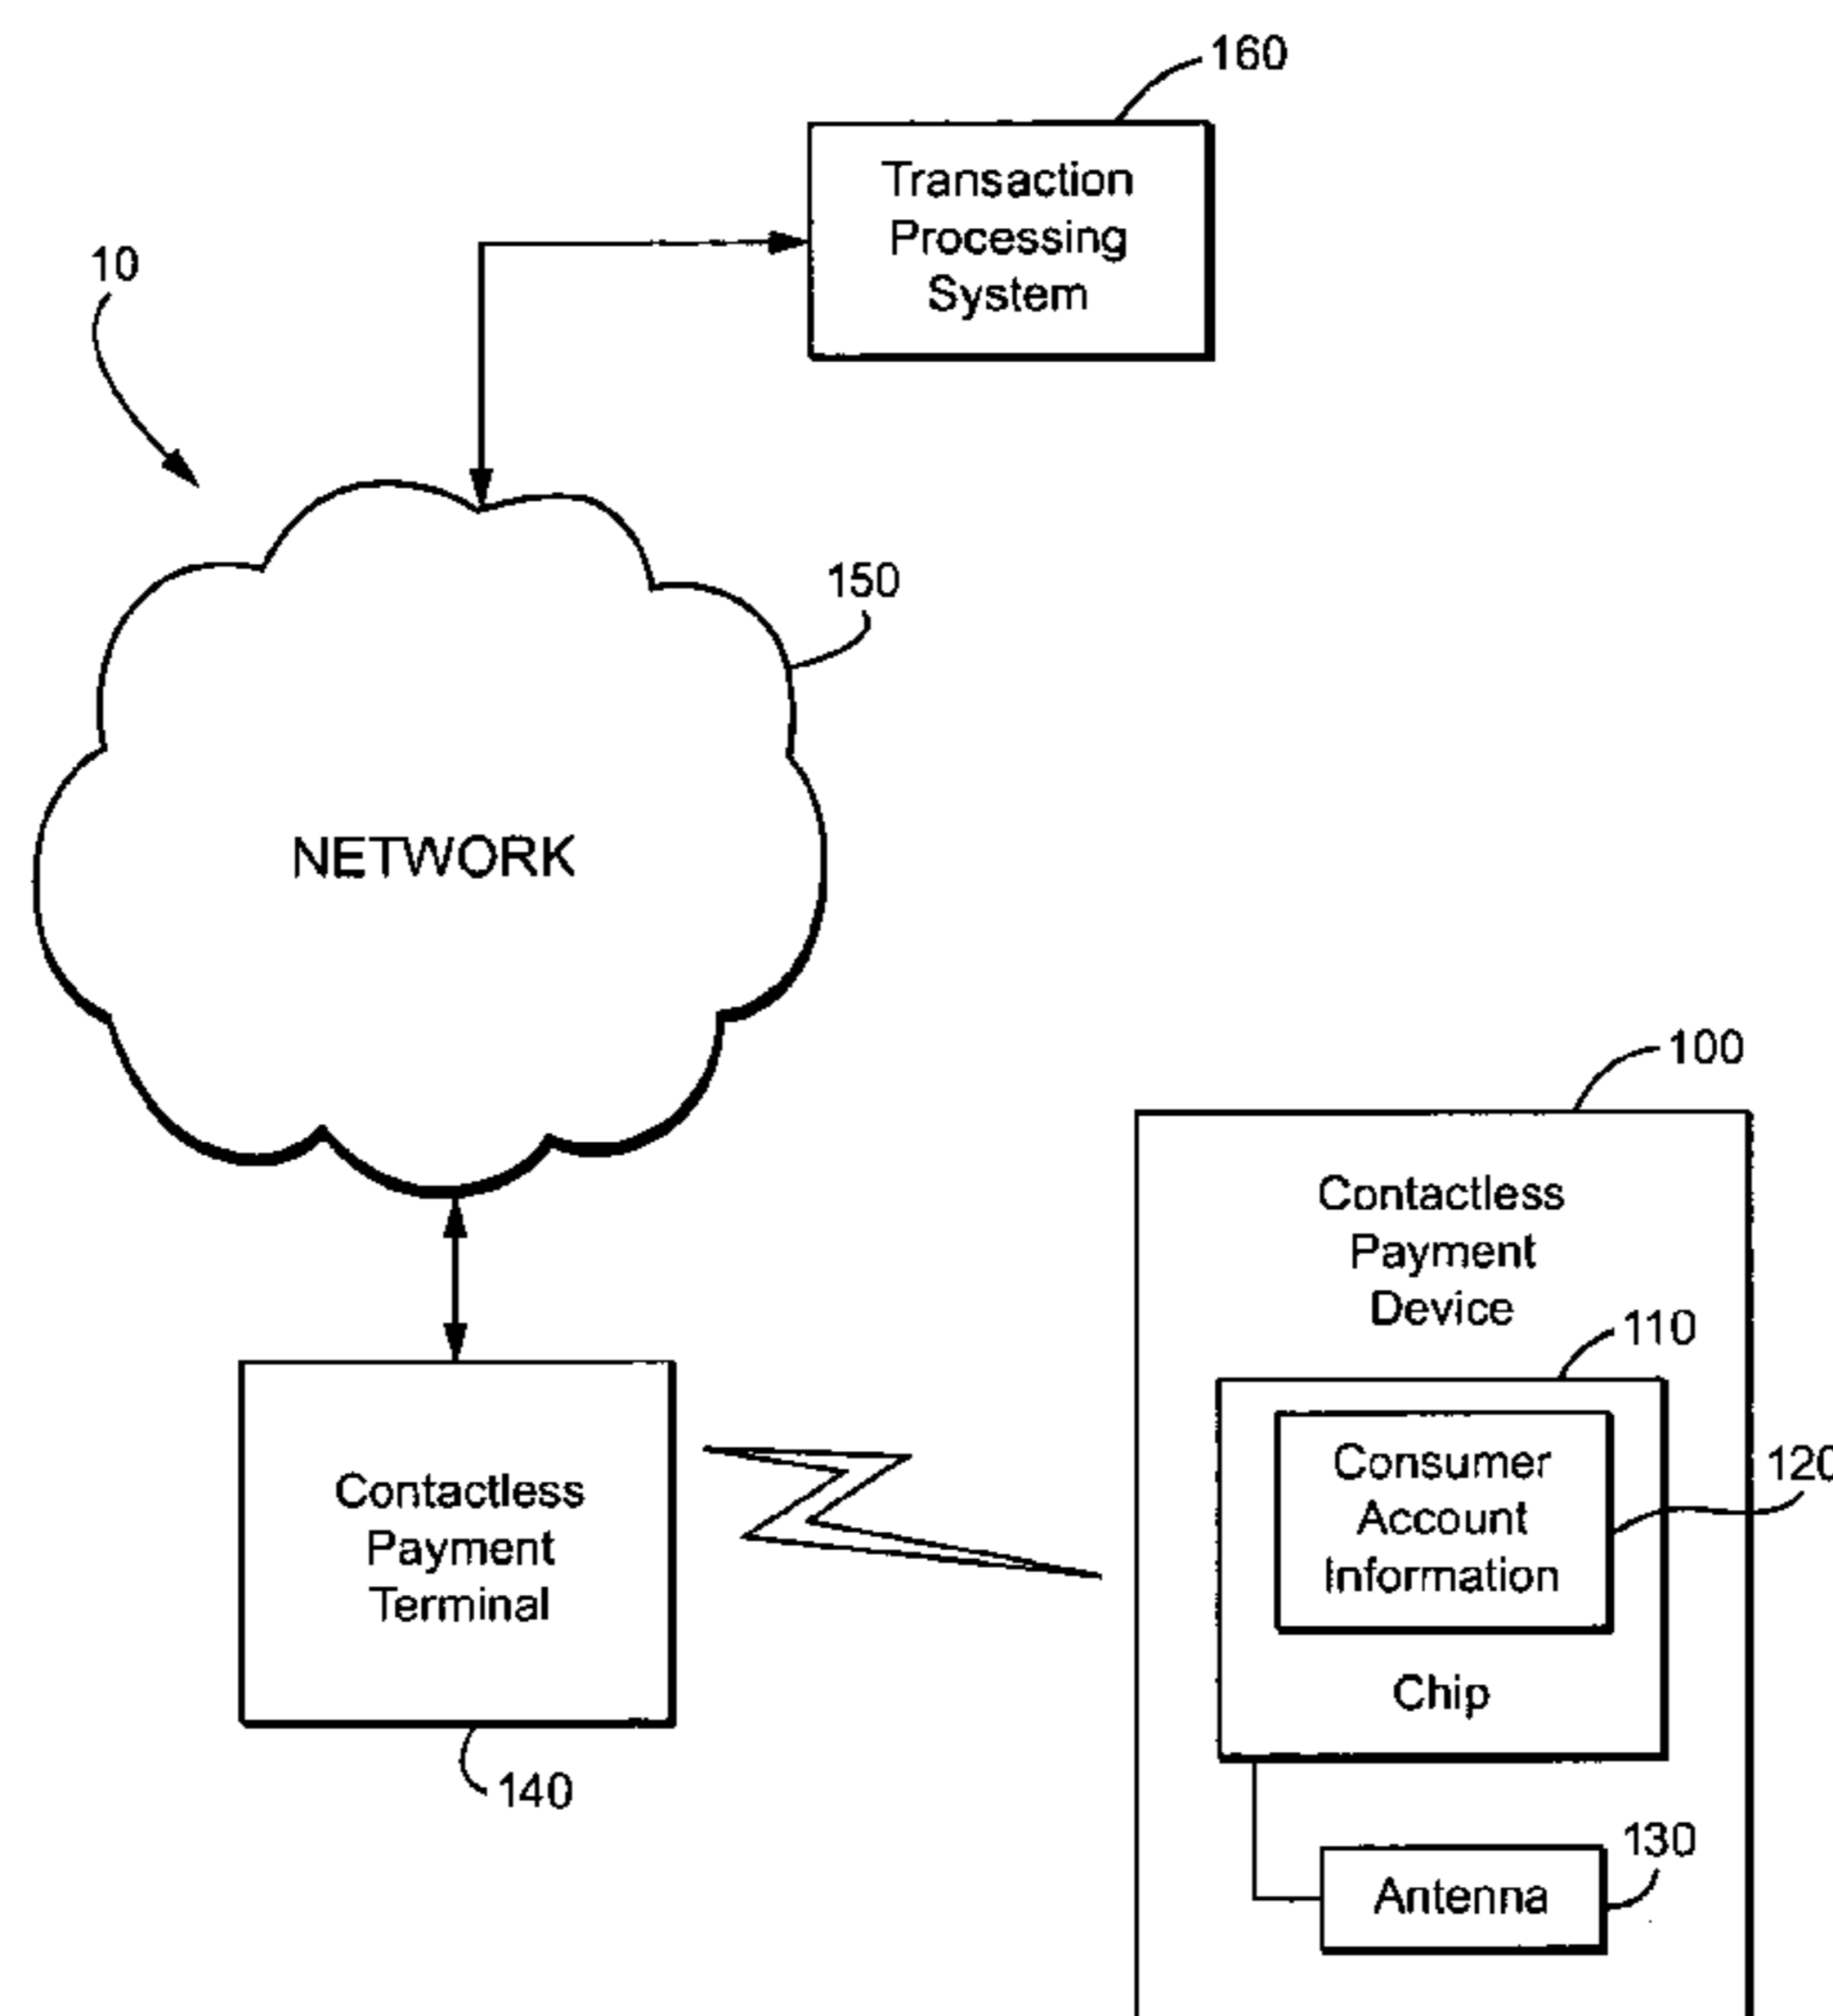 160
Transaction
Processing
System
10
150
NETWORK
100
Contactless
Payment
Device
110
Consumer
Account
Information
120
Chip
Contactless
Payment
Terminal
140
130
Antenna